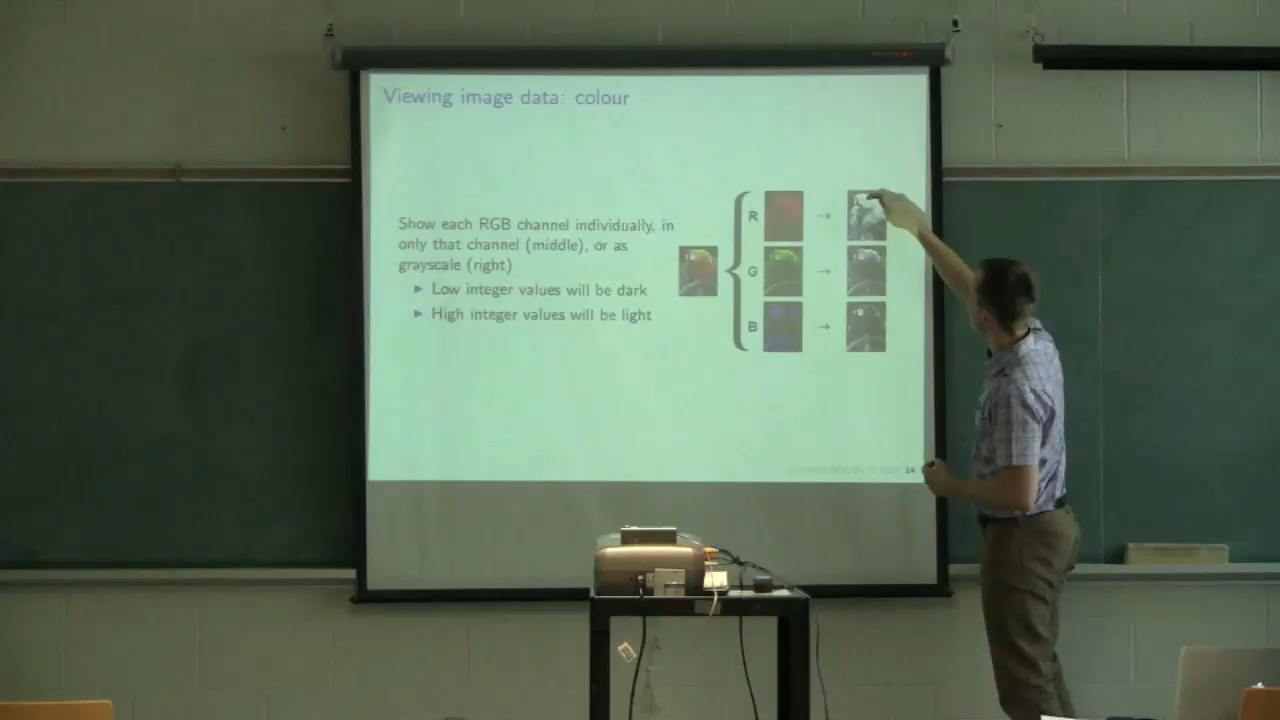 Viewing image data: colour
Show each RGB channel individually, in
only that channel (middle), or as
grayscale (right)
Low integer values will be dark
High integer values will be light
R
G
B
14